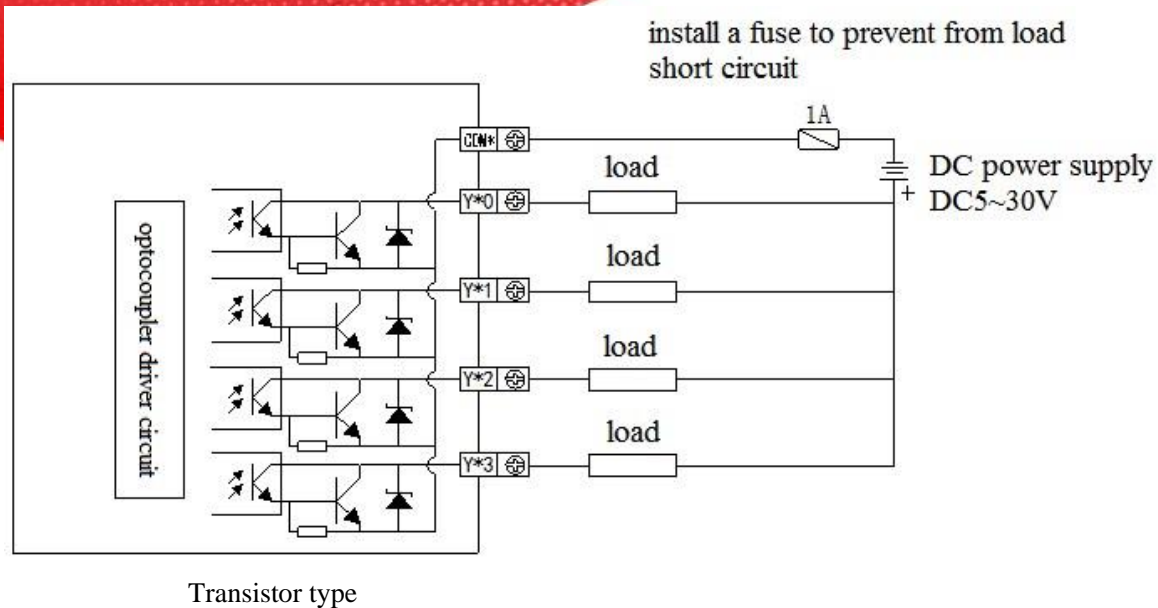 install a fuse to prevent from load
short circuit
1A
COM*
load
DC power supply
Y*0
+
DC5~30V
optocoupler driver circuit
load
Y*1
load
Y*2
load
Y*3
Transistor type